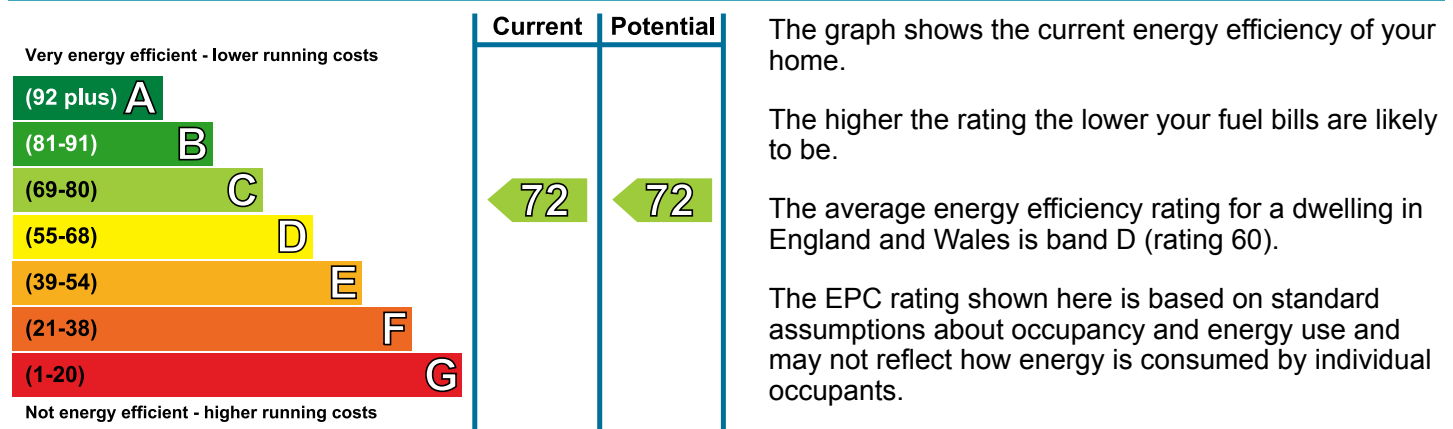 Current Potential
Very energy efficient - lower running costs
(92 plus) A
(81-91) B
(69-80) C
72 72
(55-68) D
(39-54) E
(21-38) F
(1-20) G
Not energy efficient - higher running costs
The graph shows the current energy efficiency of your
home.
The higher the rating the lower your fuel bills are likely
to be.
The average energy efficiency rating for a dwelling in
England and Wales is band D (rating 60).
The EPC rating shown here is based on standard
assumptions about occupancy and energy use and
may not reflect how energy is consumed by individual
occupants.